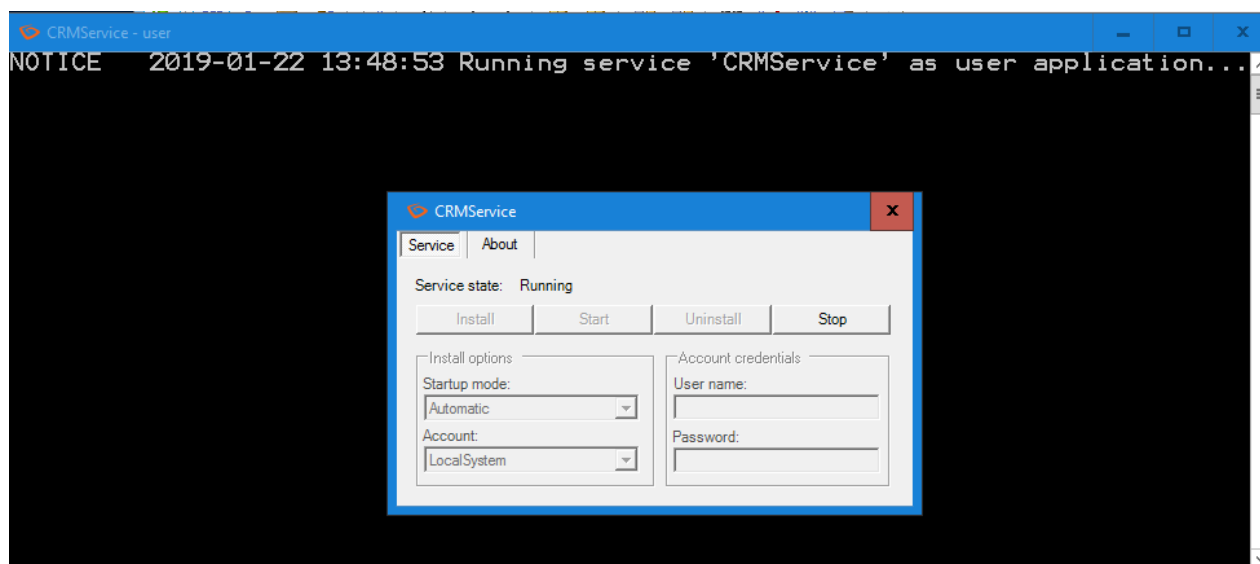 CRMService - user
NOTICE 2019-01-22 13:48:53 Running service 'CRMService' as user application...
CRMService
Service About
Service state: Running
Install Start Uninstall Stop
Install options
Startup mode:
Automatic
Account:
LocalSystem
Account credentials
User name:
Password: